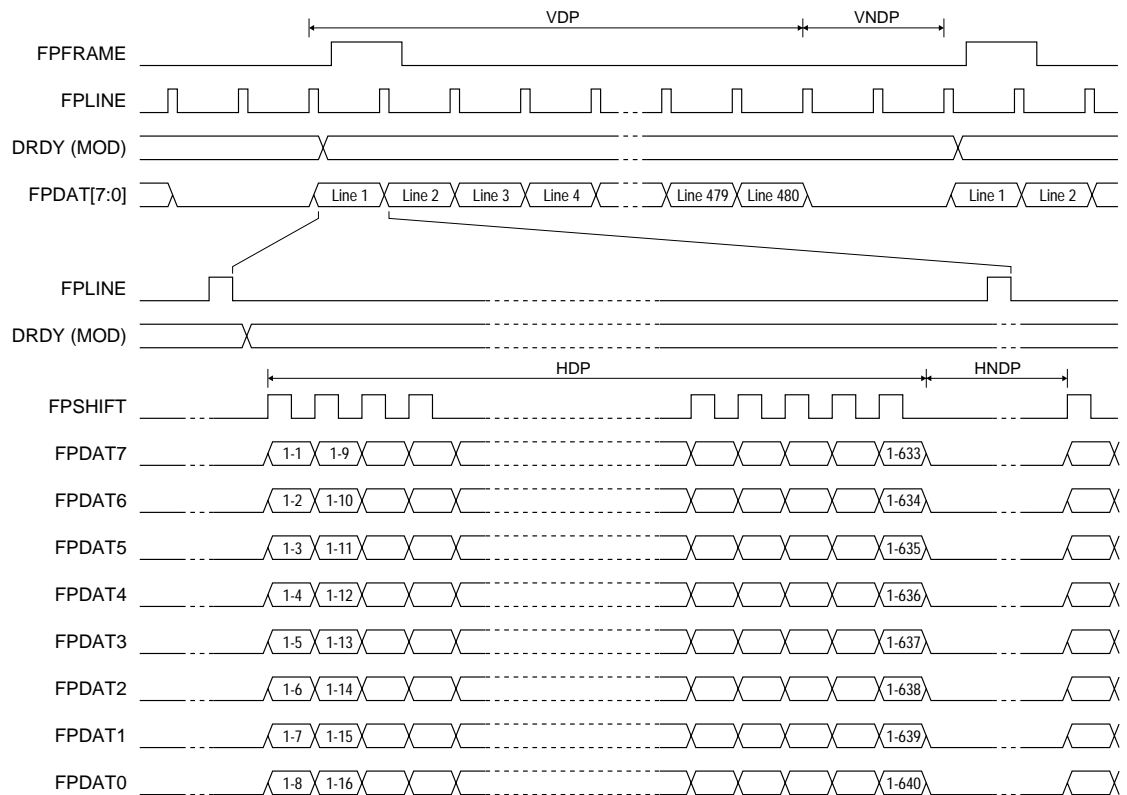 VDP VNDP
FPFRAME
FPLINE
DRDY (MOD)
FPDAT[7:0] Line 1 Line 2 Line 3 Line 4 Line 479 Line 480 Line 1 Line 2
FPLINE
DRDY (MOD)
HDP HNDP
FPSHIFT
FPDAT7 1-1 1-9 1-633
FPDAT6 1-2 1-10 1-634
FPDAT5 1-3 1-11 1-635
FPDAT4 1-4 1-12 1-636
FPDAT3 1-5 1-13 1-637
FPDAT2 1-6 1-14 1-638
FPDAT1 1-7 1-15 1-639
FPDAT0 1-8 1-16 1-640